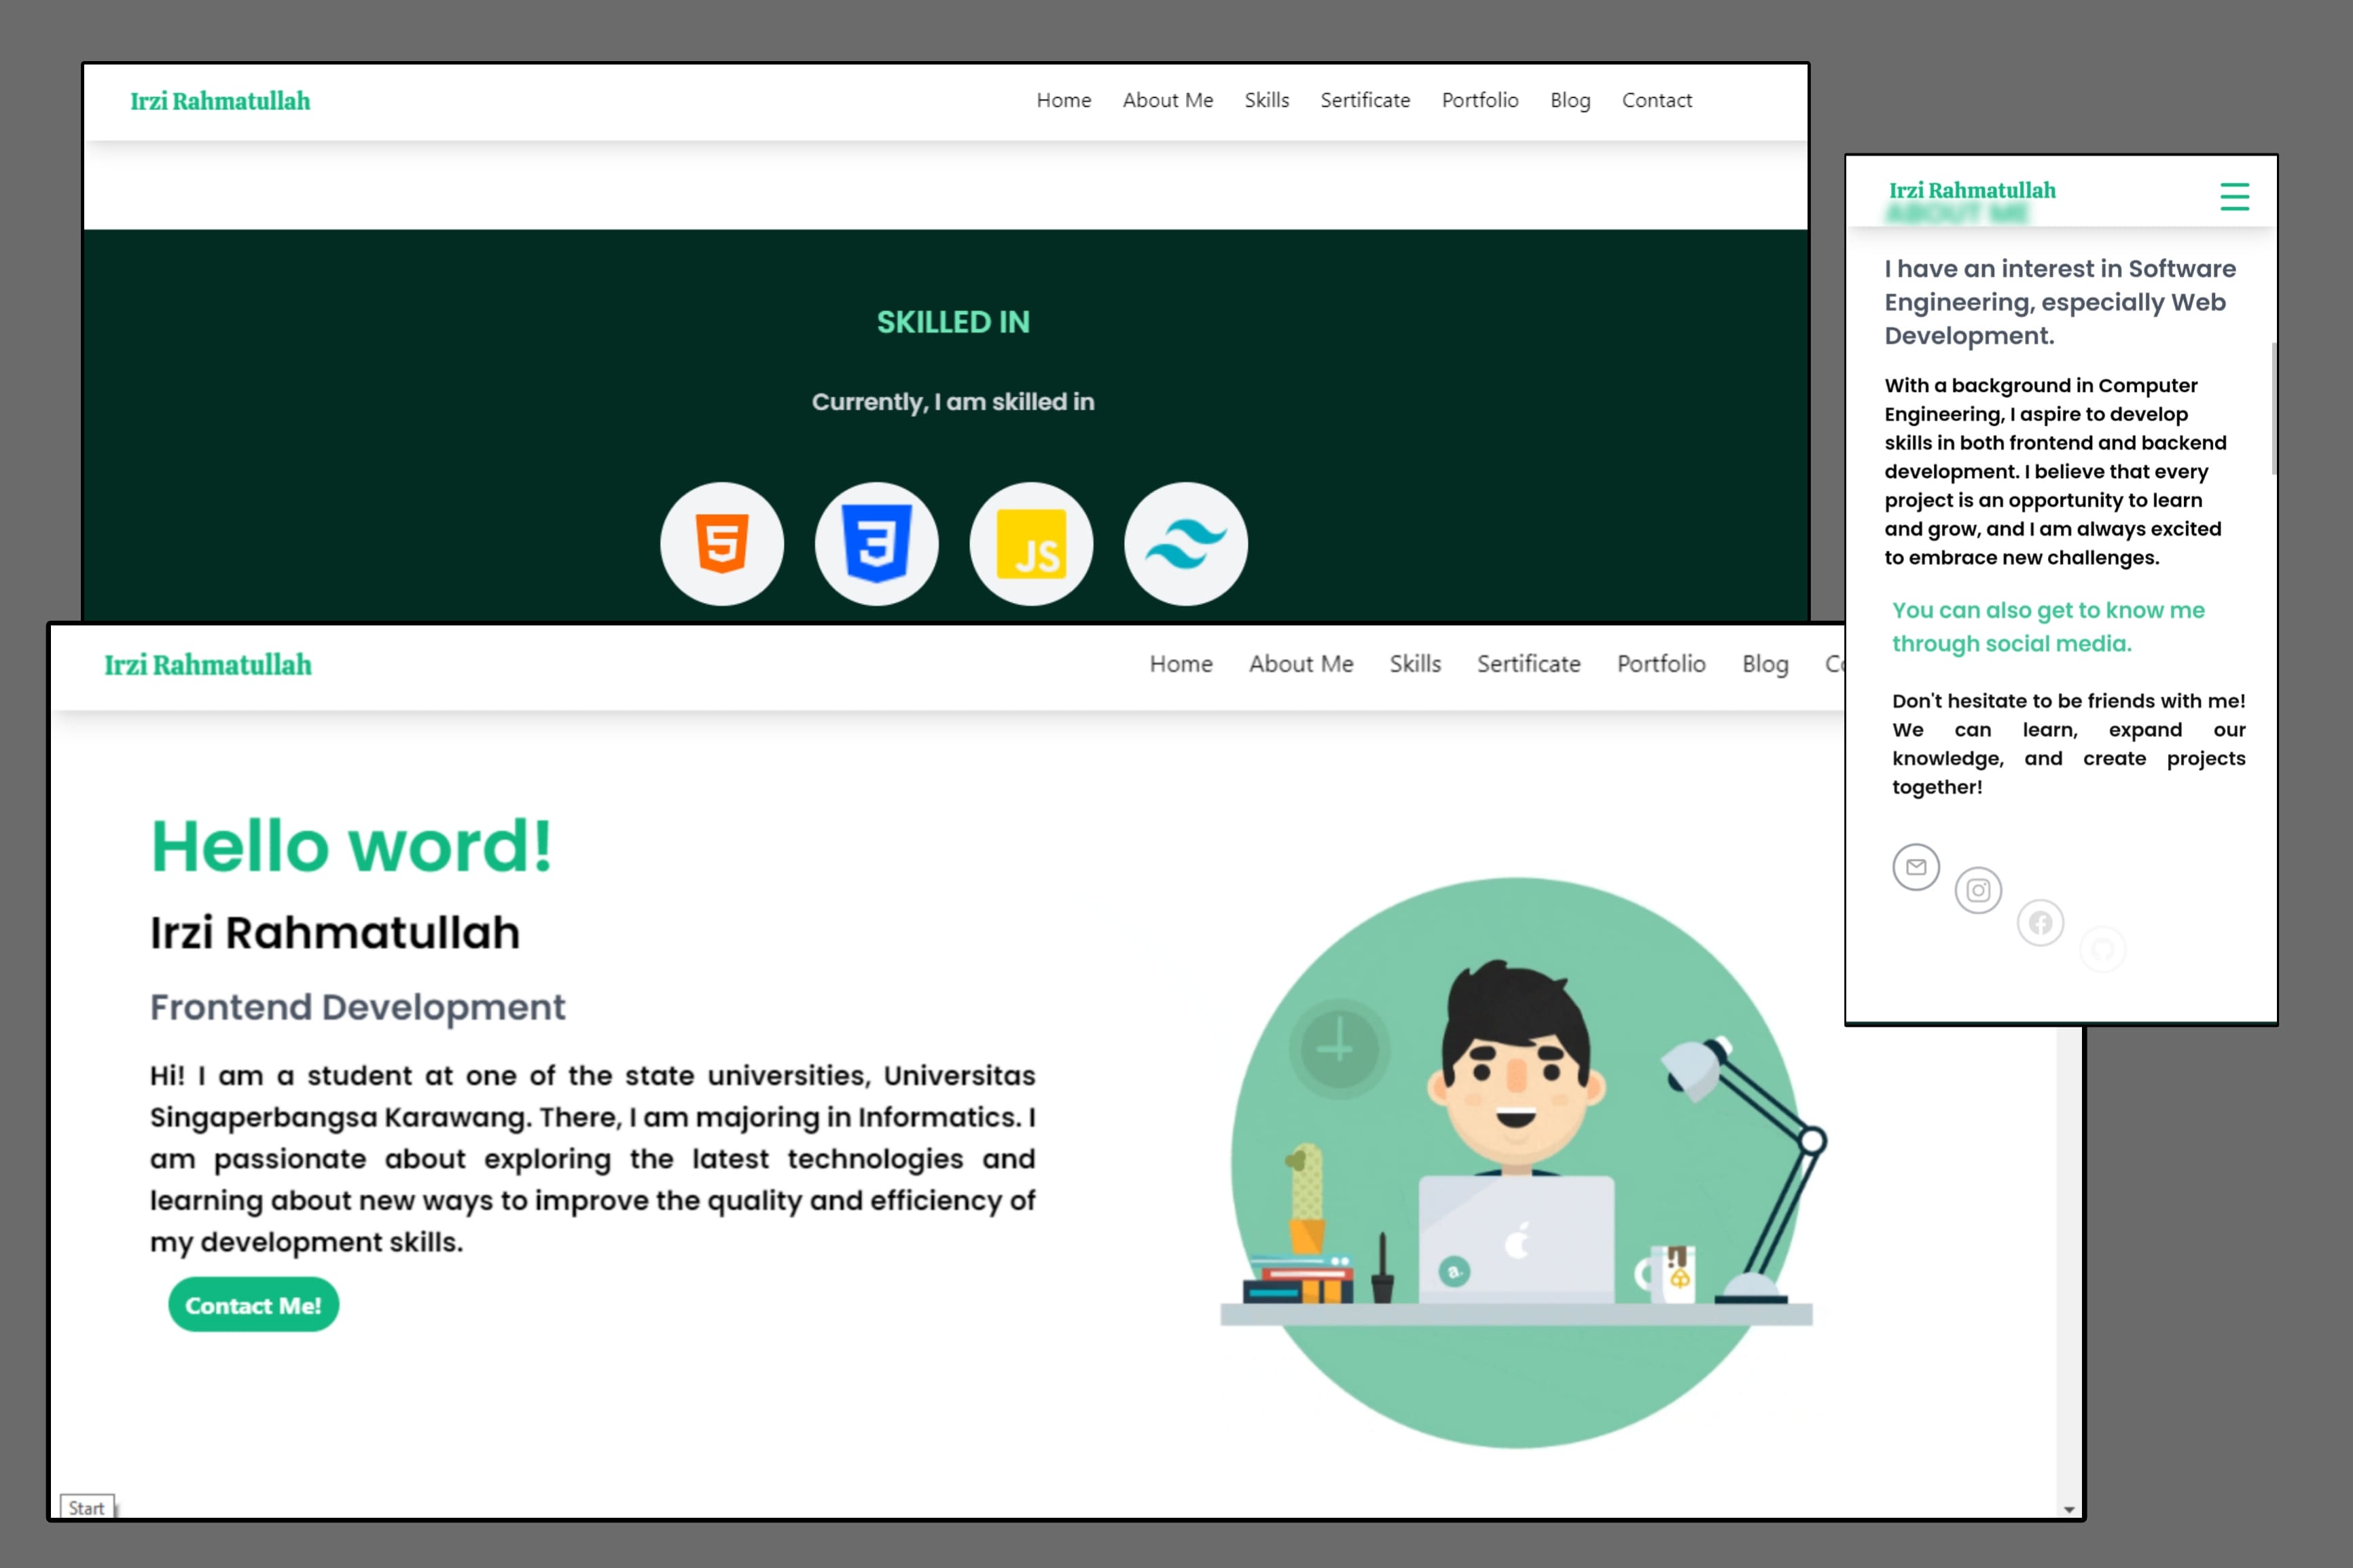 Irzi Rahmatullah
Home About Me Skills Sertificate Portfolio Blog Contact
SKILLED IN
Currently, I am skilled in
5
3
JS
Irzi Rahmatullah
Home About Me Skills Sertificate Portfolio Blog
Hello word!
Irzi Rahmatullah
Frontend Development
Hi! I am a student at one of the state universities, Universitas
Singaperbangsa Karawang. There, I am majoring in Informatics. I
am passionate about exploring the latest technologies and
learning about new ways to improve the quality and efficiency of
my development skills.
Contact Me!
a.
Start
Irzi Rahmatullah
ABOUT ME
I have an interest in Software
Engineering, especially Web
Development.
With a background in Computer
Engineering, I aspire to develop
skills in both frontend and backend
development. I believe that every
project is an opportunity to learn
and grow, and I am always excited
to embrace new challenges.
You can also get to know me
through social media.
Don't hesitate to be friends with me!
We can learn, expand our
knowledge, and create projects
together!